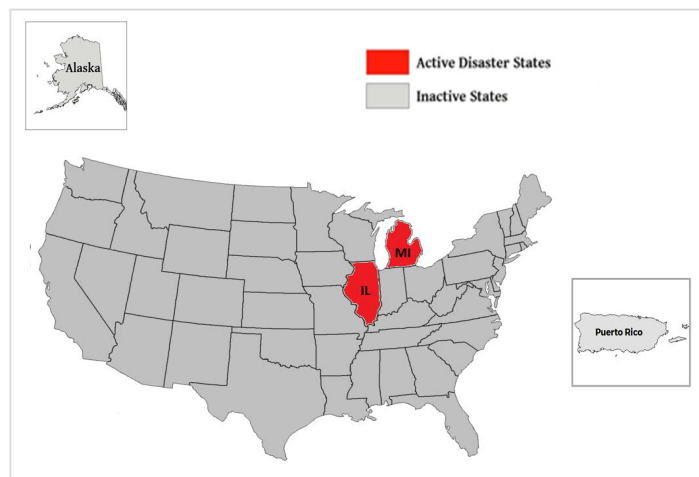 Alaska
Active Disaster States
Inactive States
MI
IL
Puerto Rico